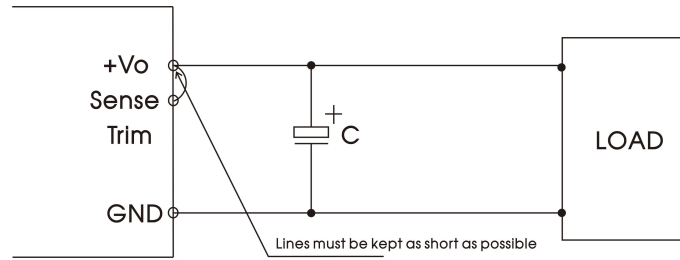 +Vo
Sense
Trim
+
C
LOAD
GND
Lines must be kept as short as possible